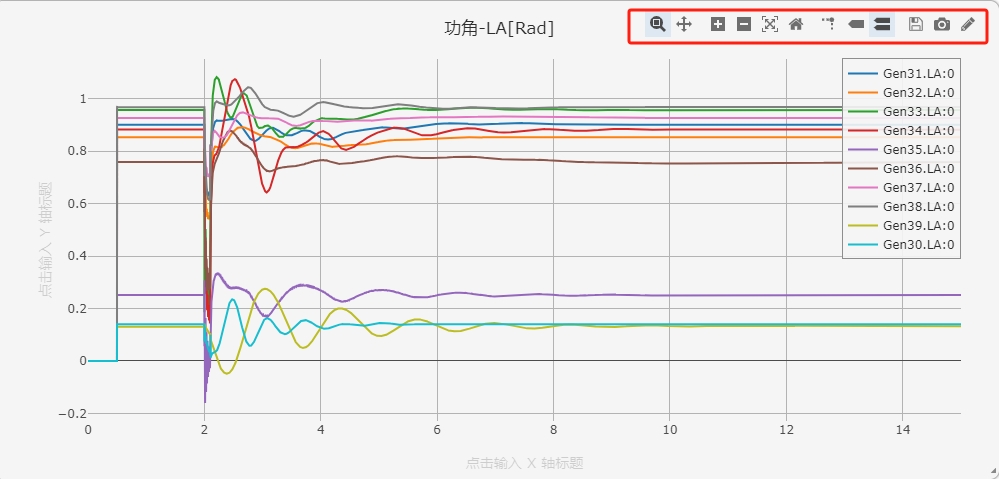 功角-LA[Rad]
Gen31.LA:0
Gen32.LA:0
Gen33.LA:0
Gen34.LA:0
Gen35.LA:0
Gen36.LA:0
Gen37.LA:0
Gen38.LA:0
Gen39.LA:0
Gen30.LA:0
1
0.8
0.6
0.4
0.2
0
−0.2
点击输入 Y 轴标题
0 2 4 6 8 10 12 14
点击输入 X 轴标题